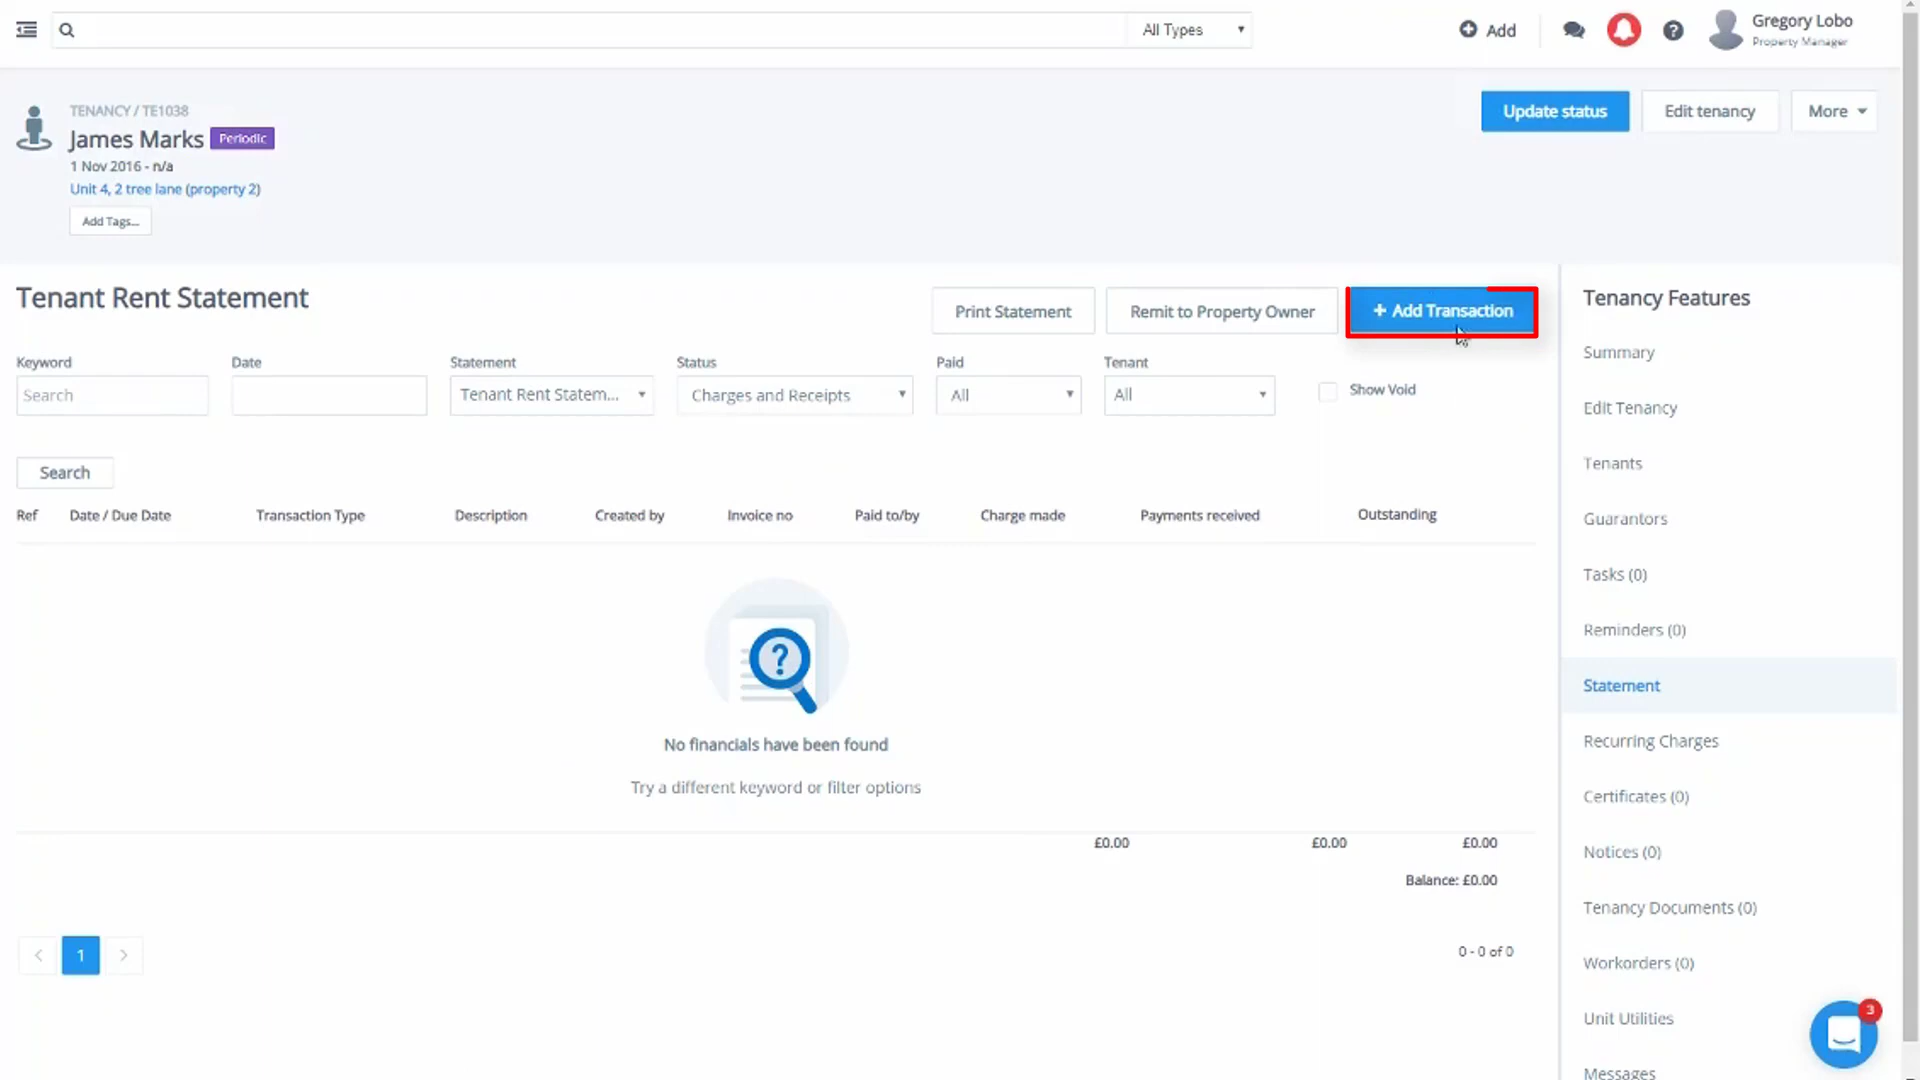 All Types
Add
Gregory Lobo
Property Manager
TENANCY / TE1038
James Marks Periodic
1 Nov 2016 - n/a
Unit 4, 2 tree lane (property 2)
Add Tags...
Update status
Edit tenancy
More
Tenant Rent Statement
Print Statement
Remit to Property Owner
+ Add Transaction
Keyword
Date
Statement
Status
Paid
Tenant
Search
Tenant Rent Statem...
Charges and Receipts
All
All
Show Void
Search
Ref Date / Due Date Transaction Type Description Created by Invoice no Paid to/by Charge made Payments received Outstanding
?
No financials have been found
Try a different keyword or filter options
£0.00 £0.00 £0.00
Balance: £0.00
< 1 >
0 - 0 of 0
Tenancy Features
Summary
Edit Tenancy
Tenants
Guarantors
Tasks (0)
Reminders (0)
Statement
Recurring Charges
Certificates (0)
Notices (0)
Tenancy Documents (0)
Workorders (0)
Unit Utilities
Messages
3